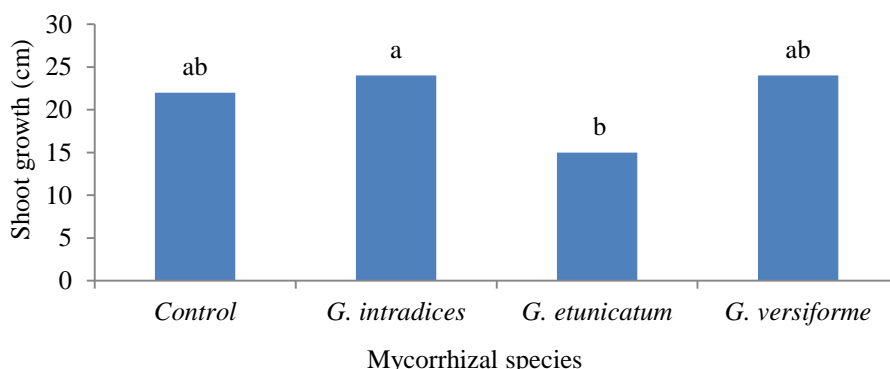 Shoot growth (cm)
30
25
20
15
10
5
0
ab
a
b
ab
Control
G. intradices
G. etunicatum
G. versiforme
Mycorrhizal species